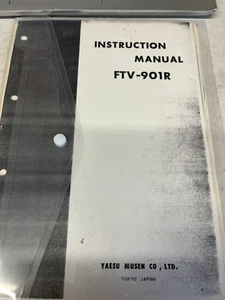 INSTRUCTION
MANUAL
FTV-901R
YAESU MUSEN CO., LTD.
TOKYO JAPAN